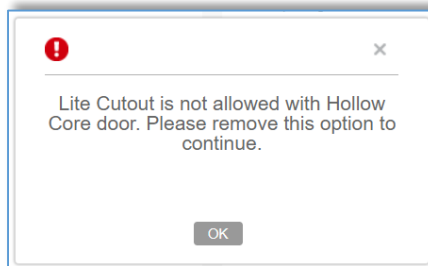 Lite Cutout is not allowed with Hollow
Core door. Please remove this option to
continue.
OK